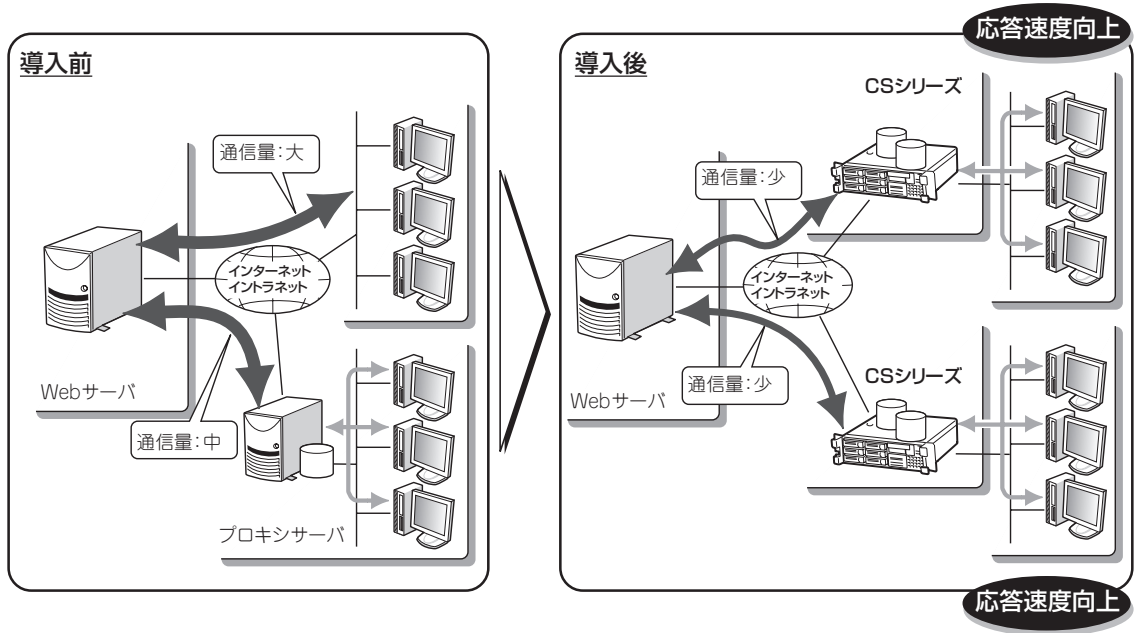 導入前
通信量:大
インターネット
イントラネット
Webサーバ
通信量:中
プロキシサーバ
応答速度向上
導入後
CSシリーズ
通信量:少
インターネット
イントラネット
通信量:少
Webサーバ
CSシリーズ
応答速度向上